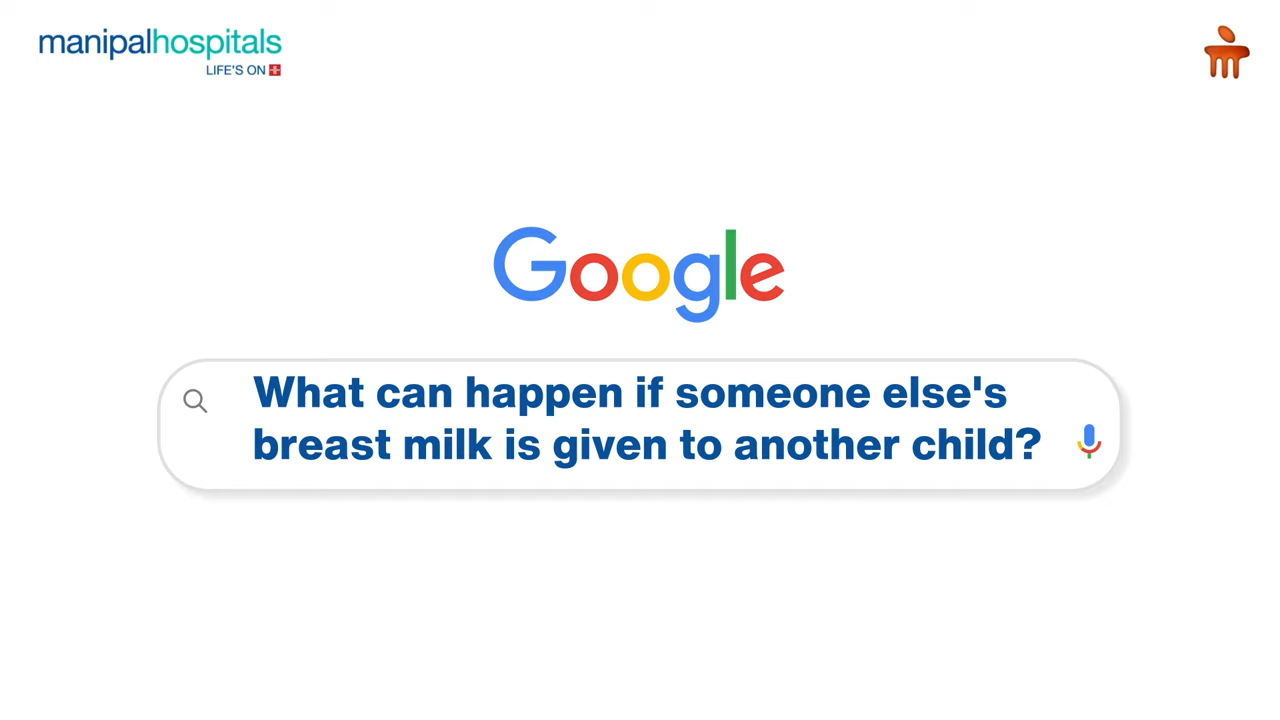 manipalhospitals
LIFE'S ON
Google
What can happen if someone else's
breast milk is given to another child?